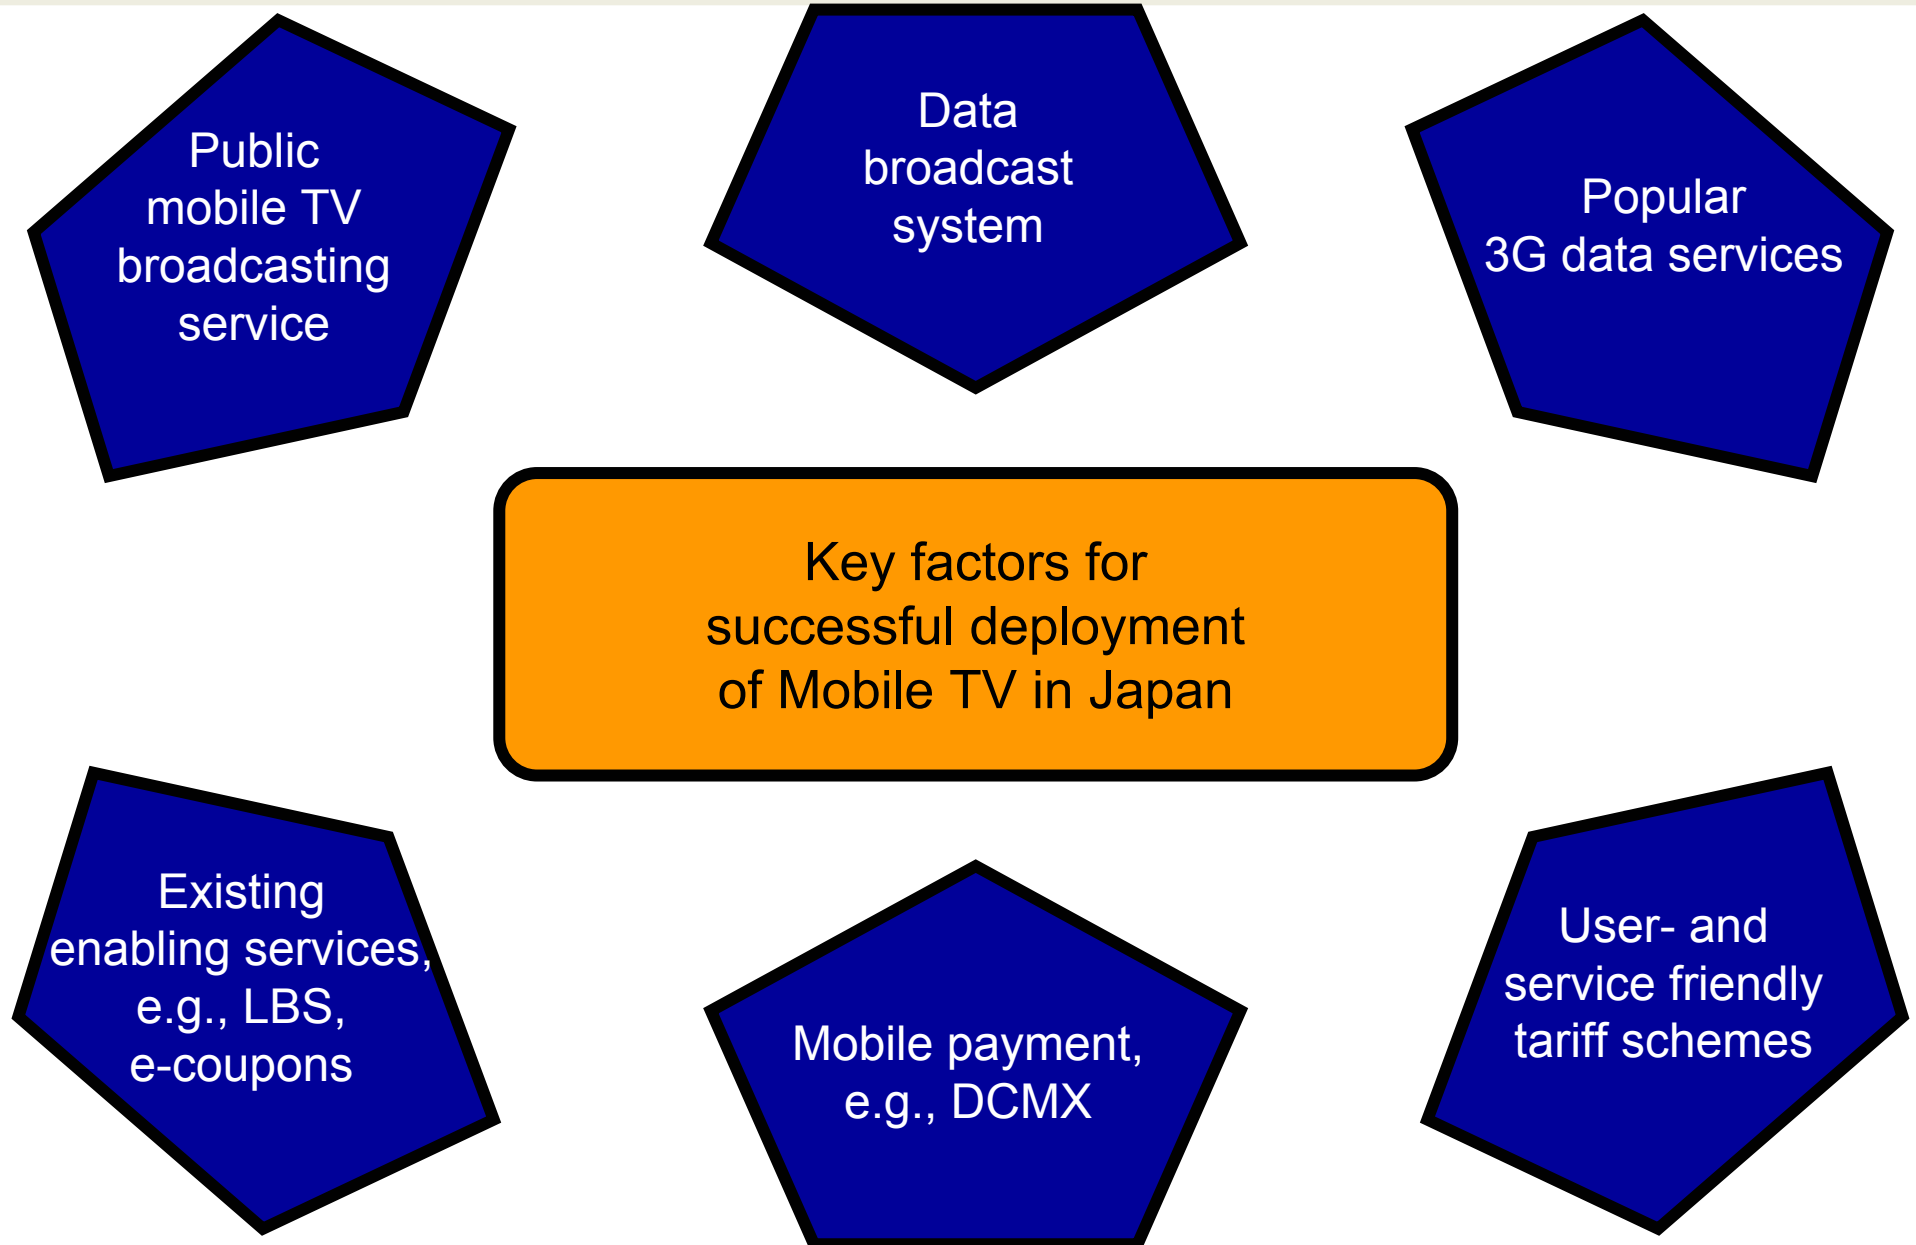 Public
mobile TV
broadcasting
service
Data
broadcast
system
Popular
3G data services
Key factors for
successful deployment
of Mobile TV in Japan
Existing
enabling services,
e.g., LBS,
e-coupons
Mobile payment,
e.g., DCMX
User- and
service friendly
tariff schemes